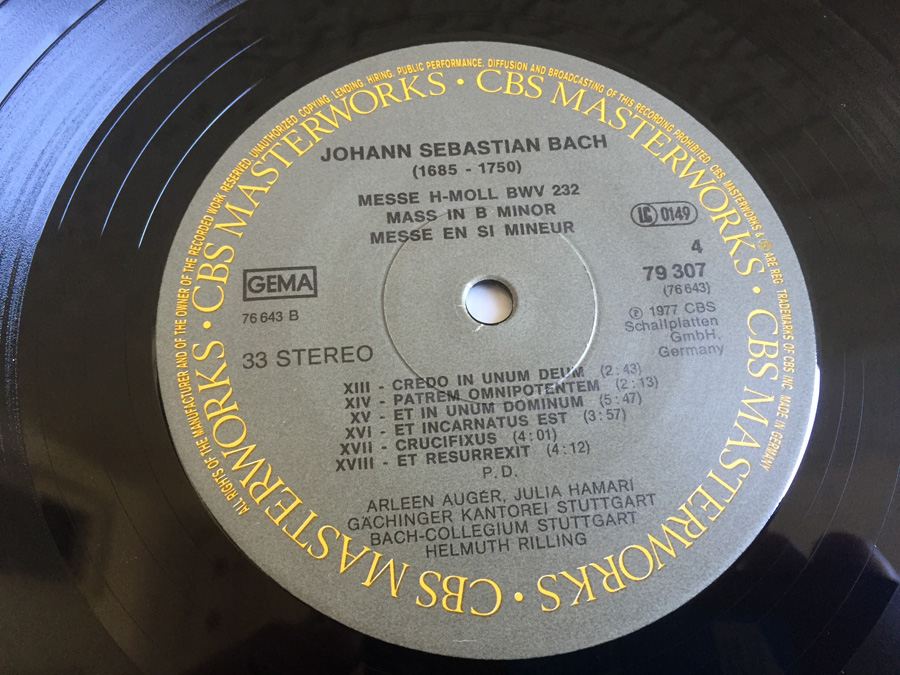 ALL RIGHTS OF THE MANUFACTURER AND OF THE OWNER OF THE RECORDED WORK RESERVED. UNAUTHORIZED COPYING, LENDING, HIRING, PUBLIC PERFORMANCE, DIFFUSION AND BROADCASTING OF THIS RECORDING PROHIBITED. CBS, MASTERWORKS & ARE REG. TRADEMARKS OF CBS INC. MADE IN GERMANY
CBS MASTERWORKS · CBS MASTERWORKS · CBS MASTERWORKS · CBS MASTERWORKS · CBS MASTERWORKS ·
JOHANN SEBASTIAN BACH
(1685 - 1750)
MESSE H-MOLL BWV 232
MASS IN B MINOR
MESSE EN SI MINEUR
LC 0149
4
79 307
(76 643)
GEMA
76 643 B
℗ 1977 CBS
Schallplatten
GmbH,
Germany
33 STEREO
XIII - CREDO IN UNUM DEUM (2:43)
XIV - PATREM OMNIPOTENTEM (2:13)
XV - ET IN UNUM DOMINUM (5:47)
XVI - ET INCARNATUS EST (3:57)
XVII - CRUCIFIXUS (4:01)
XVIII - ET RESURREXIT (4:12)
P.D.
ARLEEN AUGER, JULIA HAMARI
GÄCHINGER KANTOREI STUTTGART
BACH-COLLEGIUM STUTTGART
HELMUTH RILLING